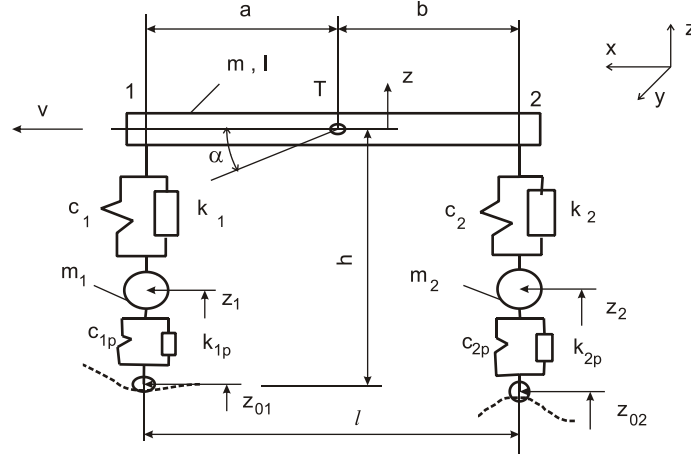 a b
z
m , I
x
1 T z 2
y
v
α
c1 k1 c2 k2
h
m1 m2
z1 z2
c1p k1p c2p k2p
z01 z02
l